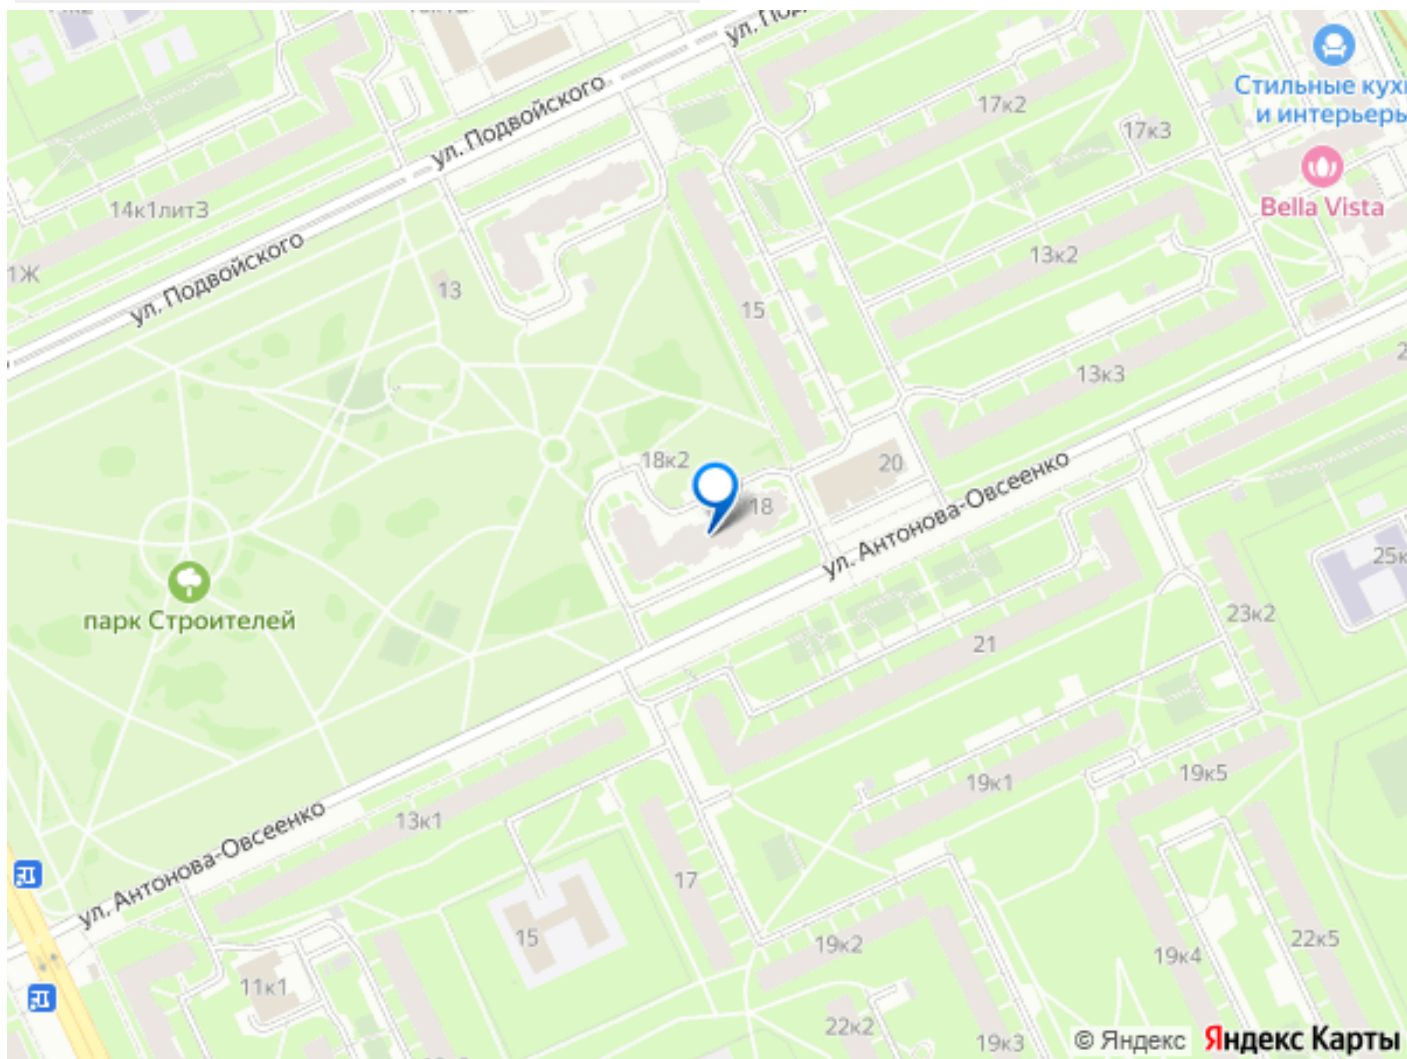 ул. Подвойского
17к2
Стильные кух
и интерьеры
17к3
14к1лит3
Bella Vista
ул. Подвойского
1Ж
13
13к2
15
13к3
18к2
20
18
ул. Антонова-Овсеенко
25к
парк Строителей
23к2
21
19к1
19к5
13к1
ул. Антонова-Овсеенко
17
15
19к2
22к5
19к4
11к1
22к2
19к3
© Яндекс Яндекс Карты